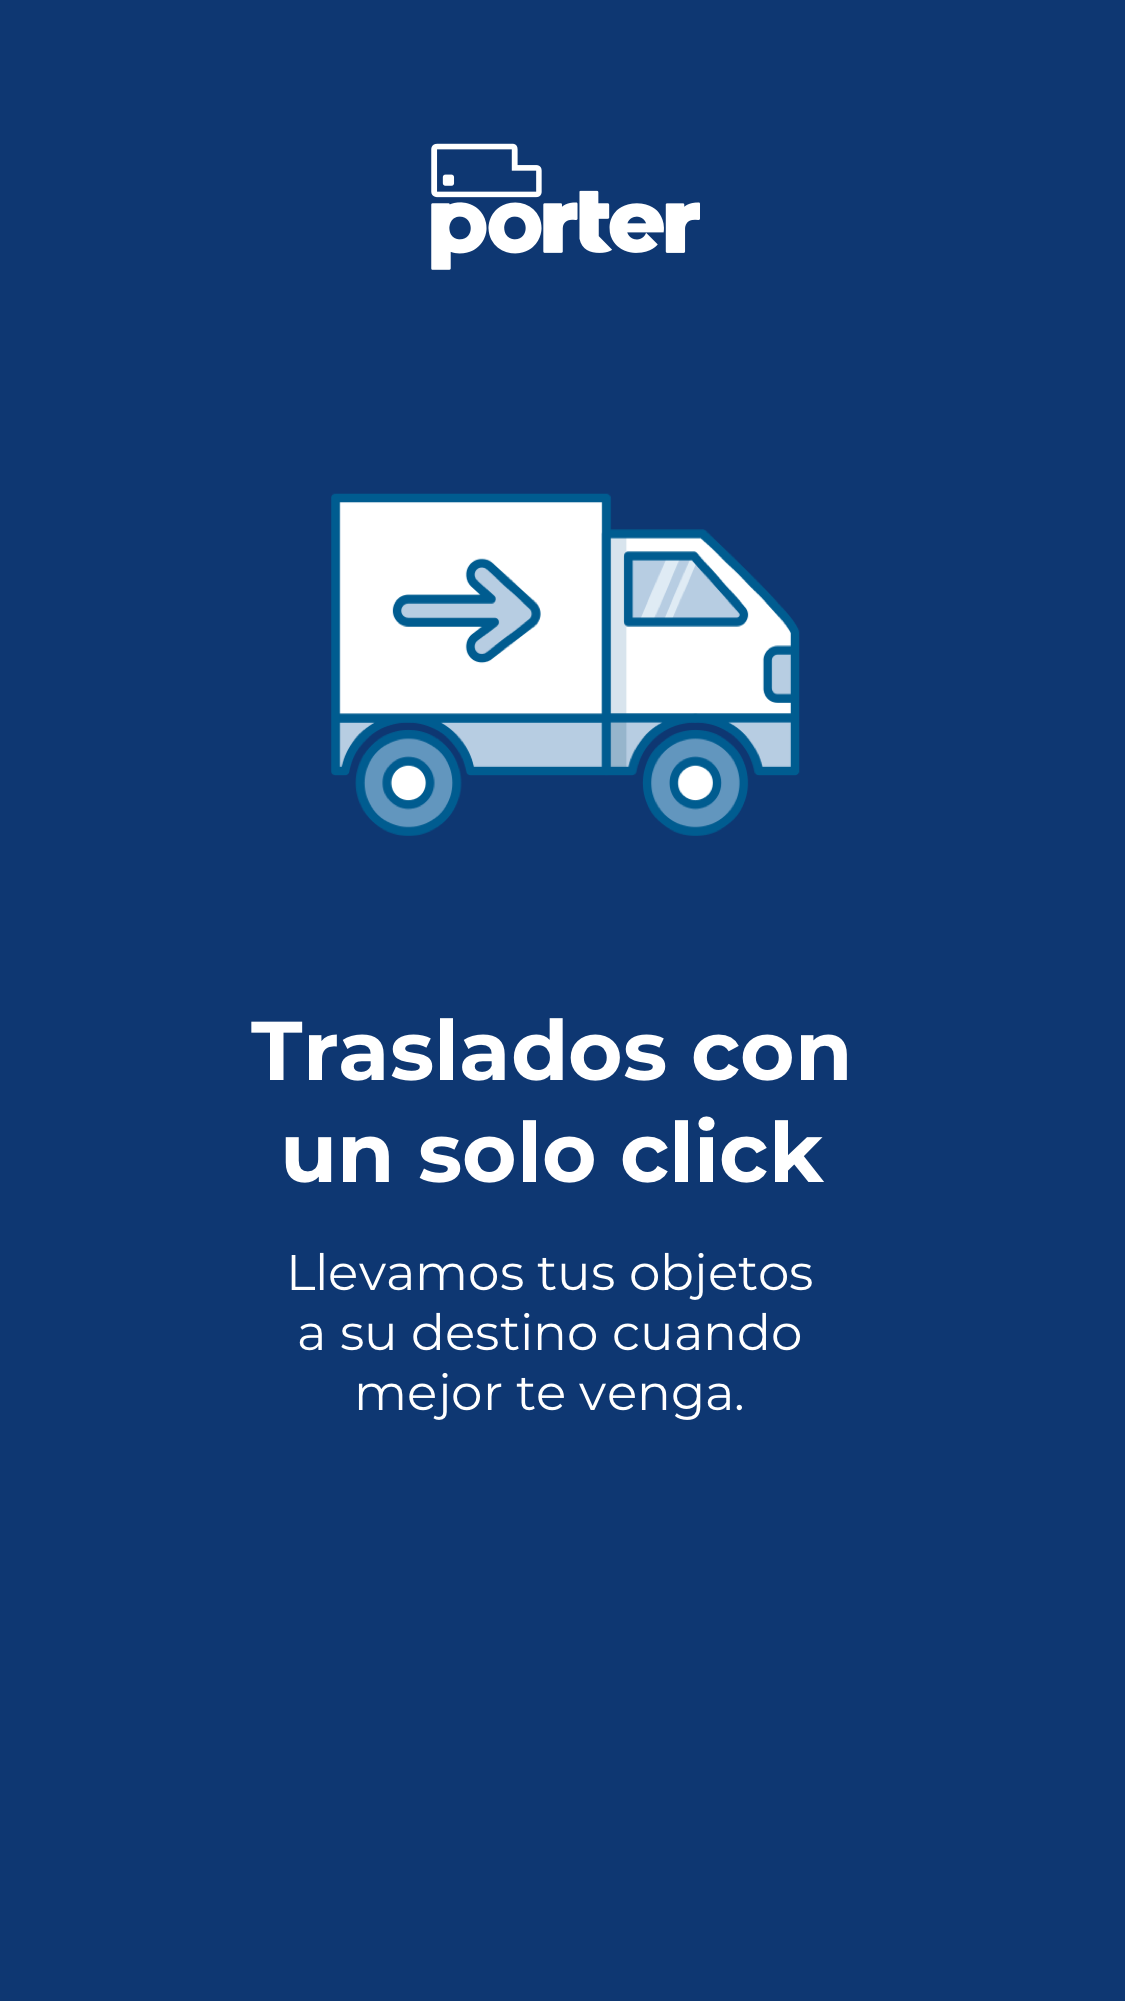 porter
Traslados con
un solo click
Llevamos tus objetos
a su destino cuando
mejor te venga.